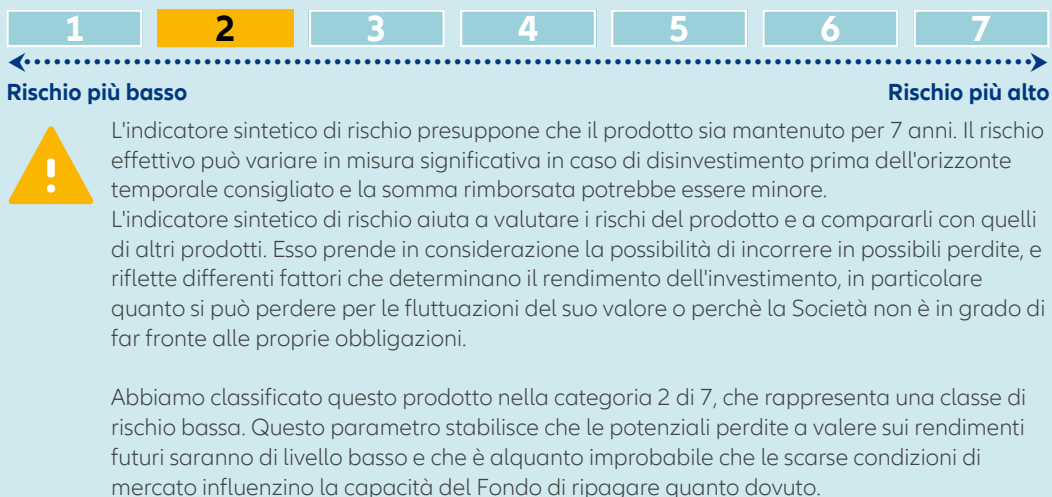 1 2 3 4 5 6 7
Rischio più basso Rischio più alto
L'indicatore sintetico di rischio presuppone che il prodotto sia mantenuto per 7 anni. Il rischio
effettivo può variare in misura significativa in caso di disinvestimento prima dell'orizzonte
temporale consigliato e la somma rimborsata potrebbe essere minore.
L'indicatore sintetico di rischio aiuta a valutare i rischi del prodotto e a compararli con quelli
di altri prodotti. Esso prende in considerazione la possibilità di incorrere in possibili perdite, e
riflette differenti fattori che determinano il rendimento dell'investimento, in particolare
quanto si può perdere per le fluttuazioni del suo valore o perchè la Società non è in grado di
far fronte alle proprie obbligazioni.
Abbiamo classificato questo prodotto nella categoria 2 di 7, che rappresenta una classe di
rischio bassa. Questo parametro stabilisce che le potenziali perdite a valere sui rendimenti
futuri saranno di livello basso e che è alquanto improbabile che le scarse condizioni di
mercato influenzino la capacità del Fondo di ripagare quanto dovuto.